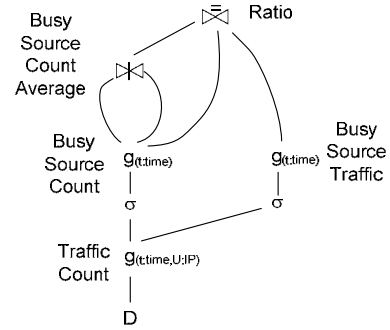 Ratio
Busy
Source
Count
Average
Busy
Source
Count
g(t:time)
g(t:time)
Busy
Source
Traffic
σ
σ
Traffic
Count
g(t:time,U:IP)
D